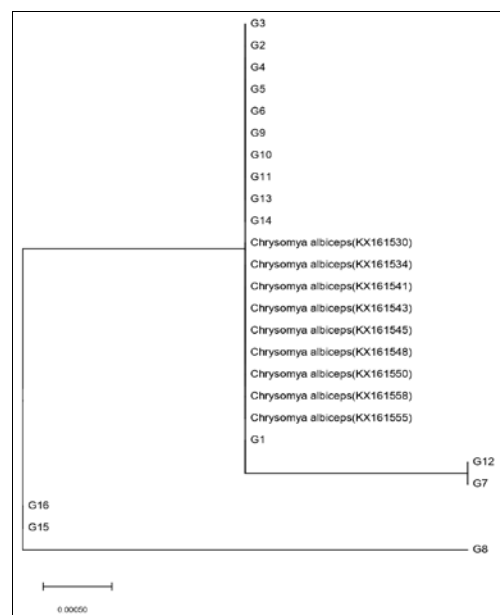 G3
G2
G4
G5
G6
G9
G10
G11
G13
G14
Chrysomya albiceps(KX161530)
Chrysomya albiceps(KX161534)
Chrysomya albiceps(KX161541)
Chrysomya albiceps(KX161543)
Chrysomya albiceps(KX161545)
Chrysomya albiceps(KX161548)
Chrysomya albiceps(KX161550)
Chrysomya albiceps(KX161558)
Chrysomya albiceps(KX161555)
G1
G12
G7
G16
G15
G8
0.00050